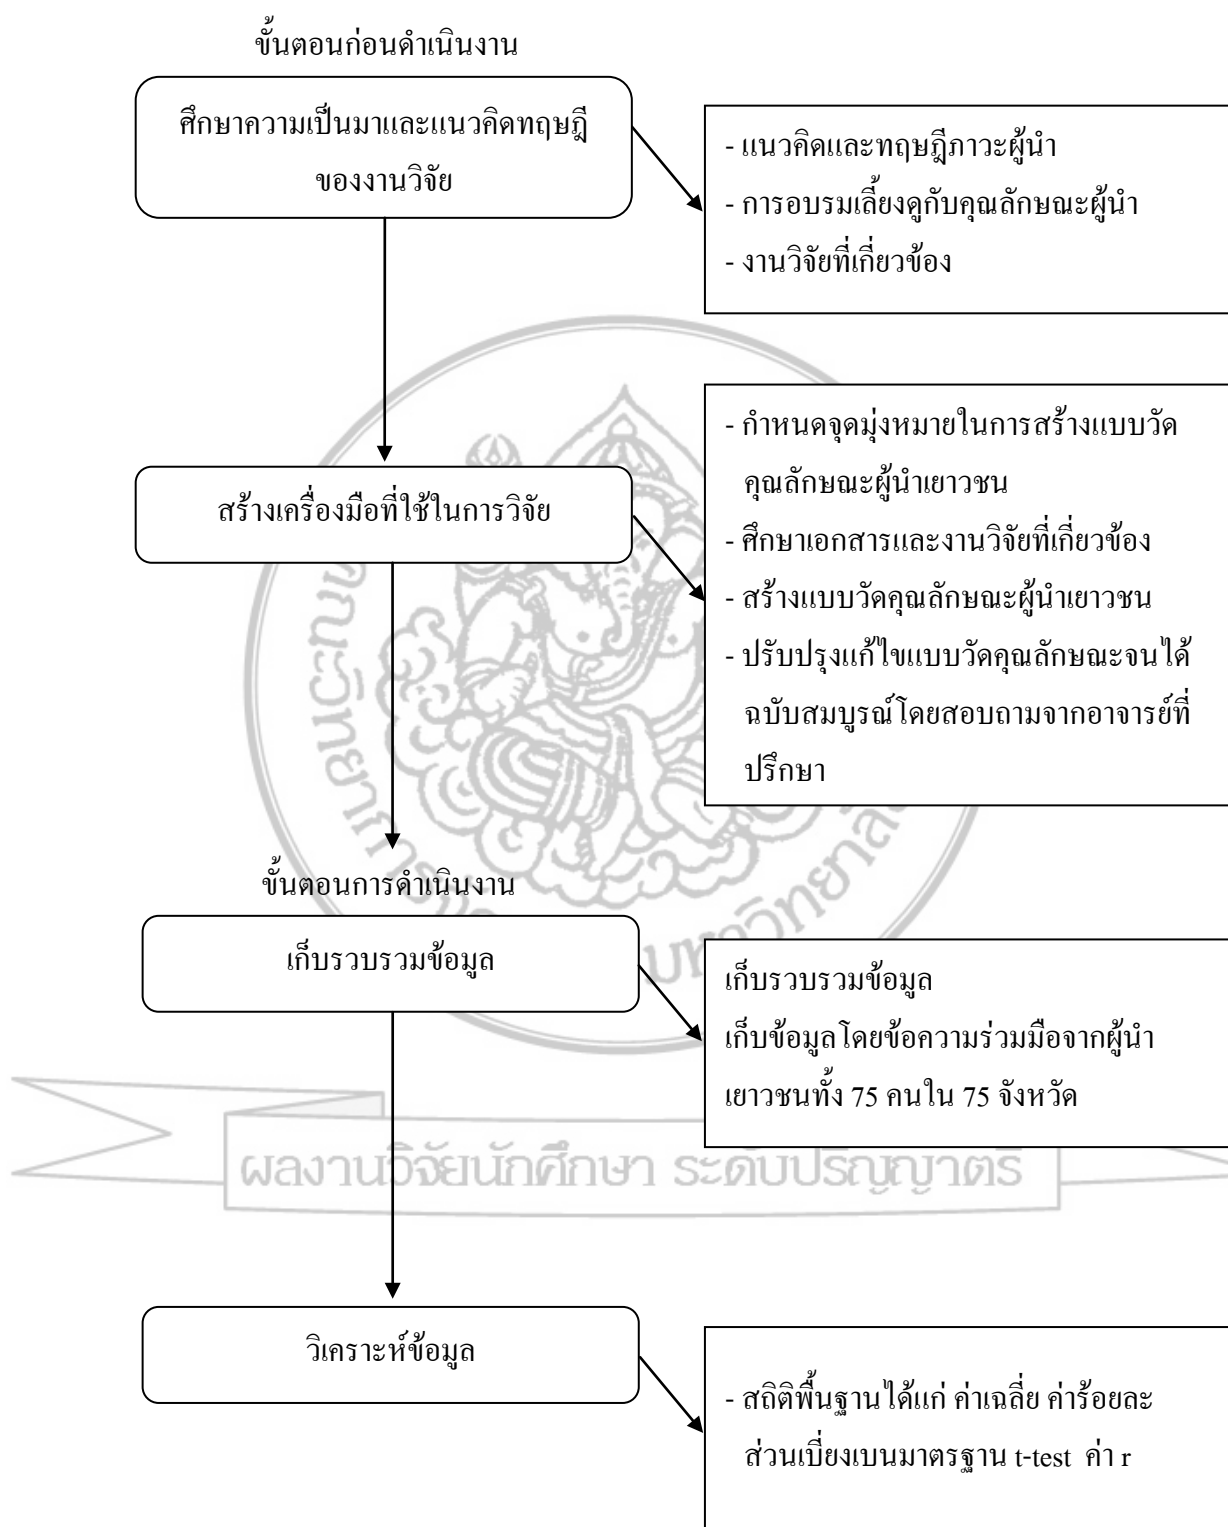 ขั้นตอนก่อนดำเนินงาน
ศึกษาความเป็นมาและแนวคิดทฤษฎี
ของงานวิจัย
- แนวคิดและทฤษฎีภาวะผู้นำ
- การอบรมเลี้ยงดูกับคุณลักษณะผู้นำ
- งานวิจัยที่เกี่ยวข้อง
สร้างเครื่องมือที่ใช้ในการวิจัย
- กำหนดจุดมุ่งหมายในการสร้างแบบวัด
คุณลักษณะผู้นำเยาวชน
- ศึกษาเอกสารและงานวิจัยที่เกี่ยวข้อง
- สร้างแบบวัดคุณลักษณะผู้นำเยาวชน
- ปรับปรุงแก้ไขแบบวัดคุณลักษณะจนได้
ฉบับสมบูรณ์โดยสอบถามจากอาจารย์ที่
ปรึกษา
ขั้นตอนการดำเนินงาน
เก็บรวบรวมข้อมูล
เก็บรวบรวมข้อมูล
เก็บข้อมูลโดยข้อความร่วมมือจากผู้นำ
เยาวชนทั้ง 75 คนใน 75 จังหวัด
ผลงานวิจัยนักศึกษา ระดับปริญญาตรี
วิเคราะห์ข้อมูล
- สถิติพื้นฐานได้แก่ ค่าเฉลี่ย ค่าร้อยละ
ส่วนเบี่ยงเบนมาตรฐาน t-test ค่า r